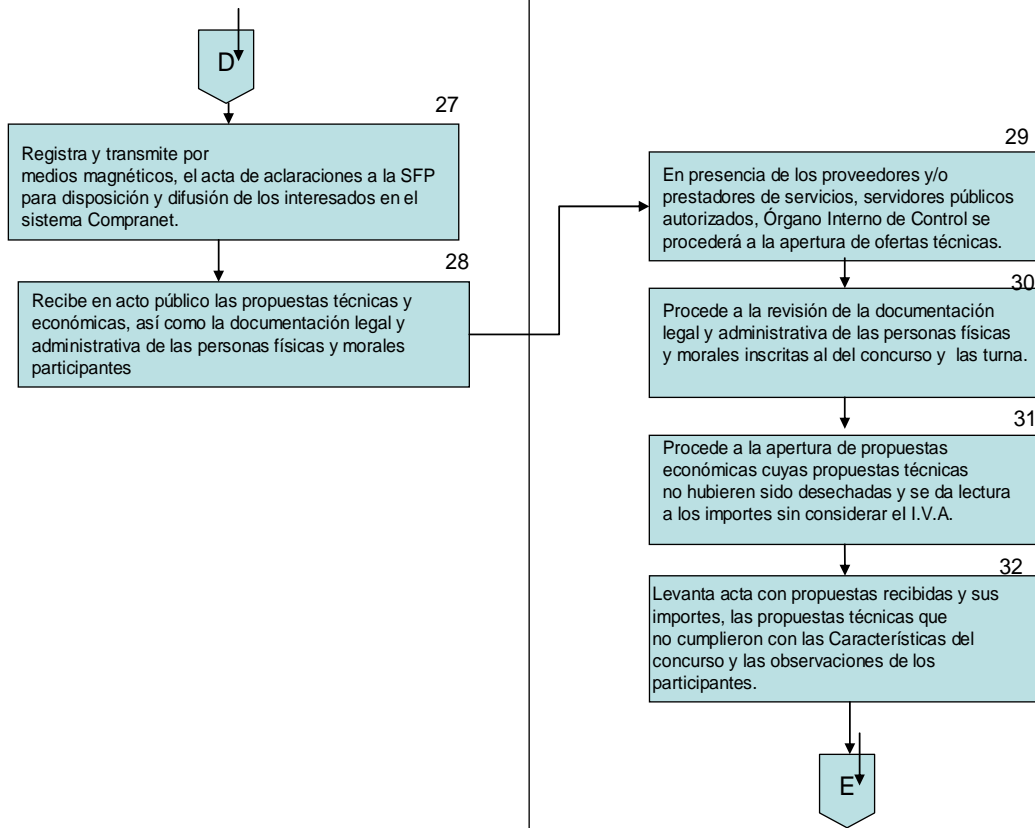 D
27
Registra y transmite por
medios magnéticos, el acta de aclaraciones a la SFP
para disposición y difusión de los interesados en el
sistema Compranet.
28
Recibe en acto público las propuestas técnicas y
económicas, así como la documentación legal y
administrativa de las personas físicas y morales
participantes
29
En presencia de los proveedores y/o
prestadores de servicios, servidores públicos
autorizados, Órgano Interno de Control se
procederá a la apertura de ofertas técnicas.
30
Procede a la revisión de la documentación
legal y administrativa de las personas físicas
y morales inscritas al del concurso y las turna.
31
Procede a la apertura de propuestas
económicas cuyas propuestas técnicas
no hubieren sido desechadas y se da lectura
a los importes sin considerar el I.V.A.
32
Levanta acta con propuestas recibidas y sus
importes, las propuestas técnicas que
no cumplieron con las Características del
concurso y las observaciones de los
participantes.
E